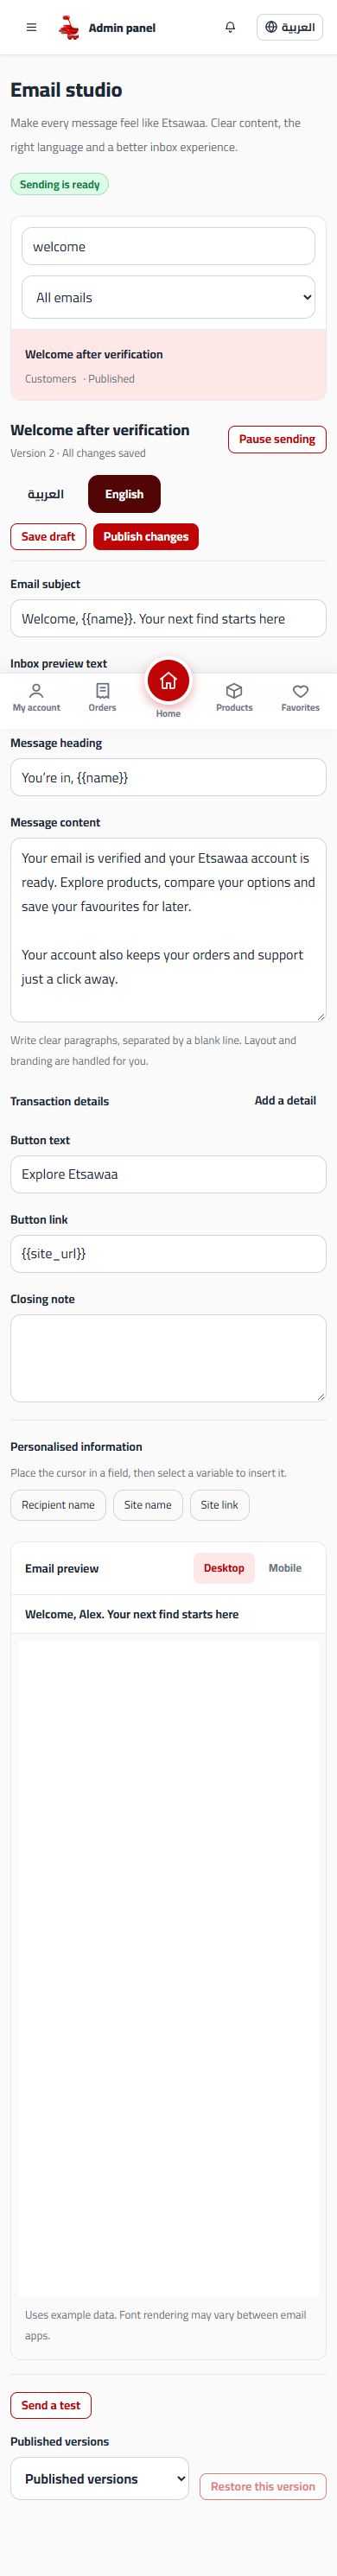 Admin panel
العربية
Email studio
Make every message feel like Etsawaa. Clear content, the
right language and a better inbox experience.
Sending is ready
welcome
All emails
Welcome after verification
Customers · Published
Welcome after verification
Version 2 · All changes saved
Pause sending
العربية
English
Save draft
Publish changes
Email subject
Welcome, {{name}}. Your next find starts here
Inbox preview text
My account
Orders
Home
Products
Favorites
Message heading
You're in, {{name}}
Message content
Your email is verified and your Etsawaa account is
ready. Explore products, compare your options and
save your favourites for later.
Your account also keeps your orders and support
just a click away.
Write clear paragraphs, separated by a blank line. Layout and
branding are handled for you.
Transaction details
Add a detail
Button text
Explore Etsawaa
Button link
{{site_url}}
Closing note
Personalised information
Place the cursor in a field, then select a variable to insert it.
Recipient name
Site name
Site link
Email preview
Desktop
Mobile
Welcome, Alex. Your next find starts here
Uses example data. Font rendering may vary between email
apps.
Send a test
Published versions
Published versions
Restore this version